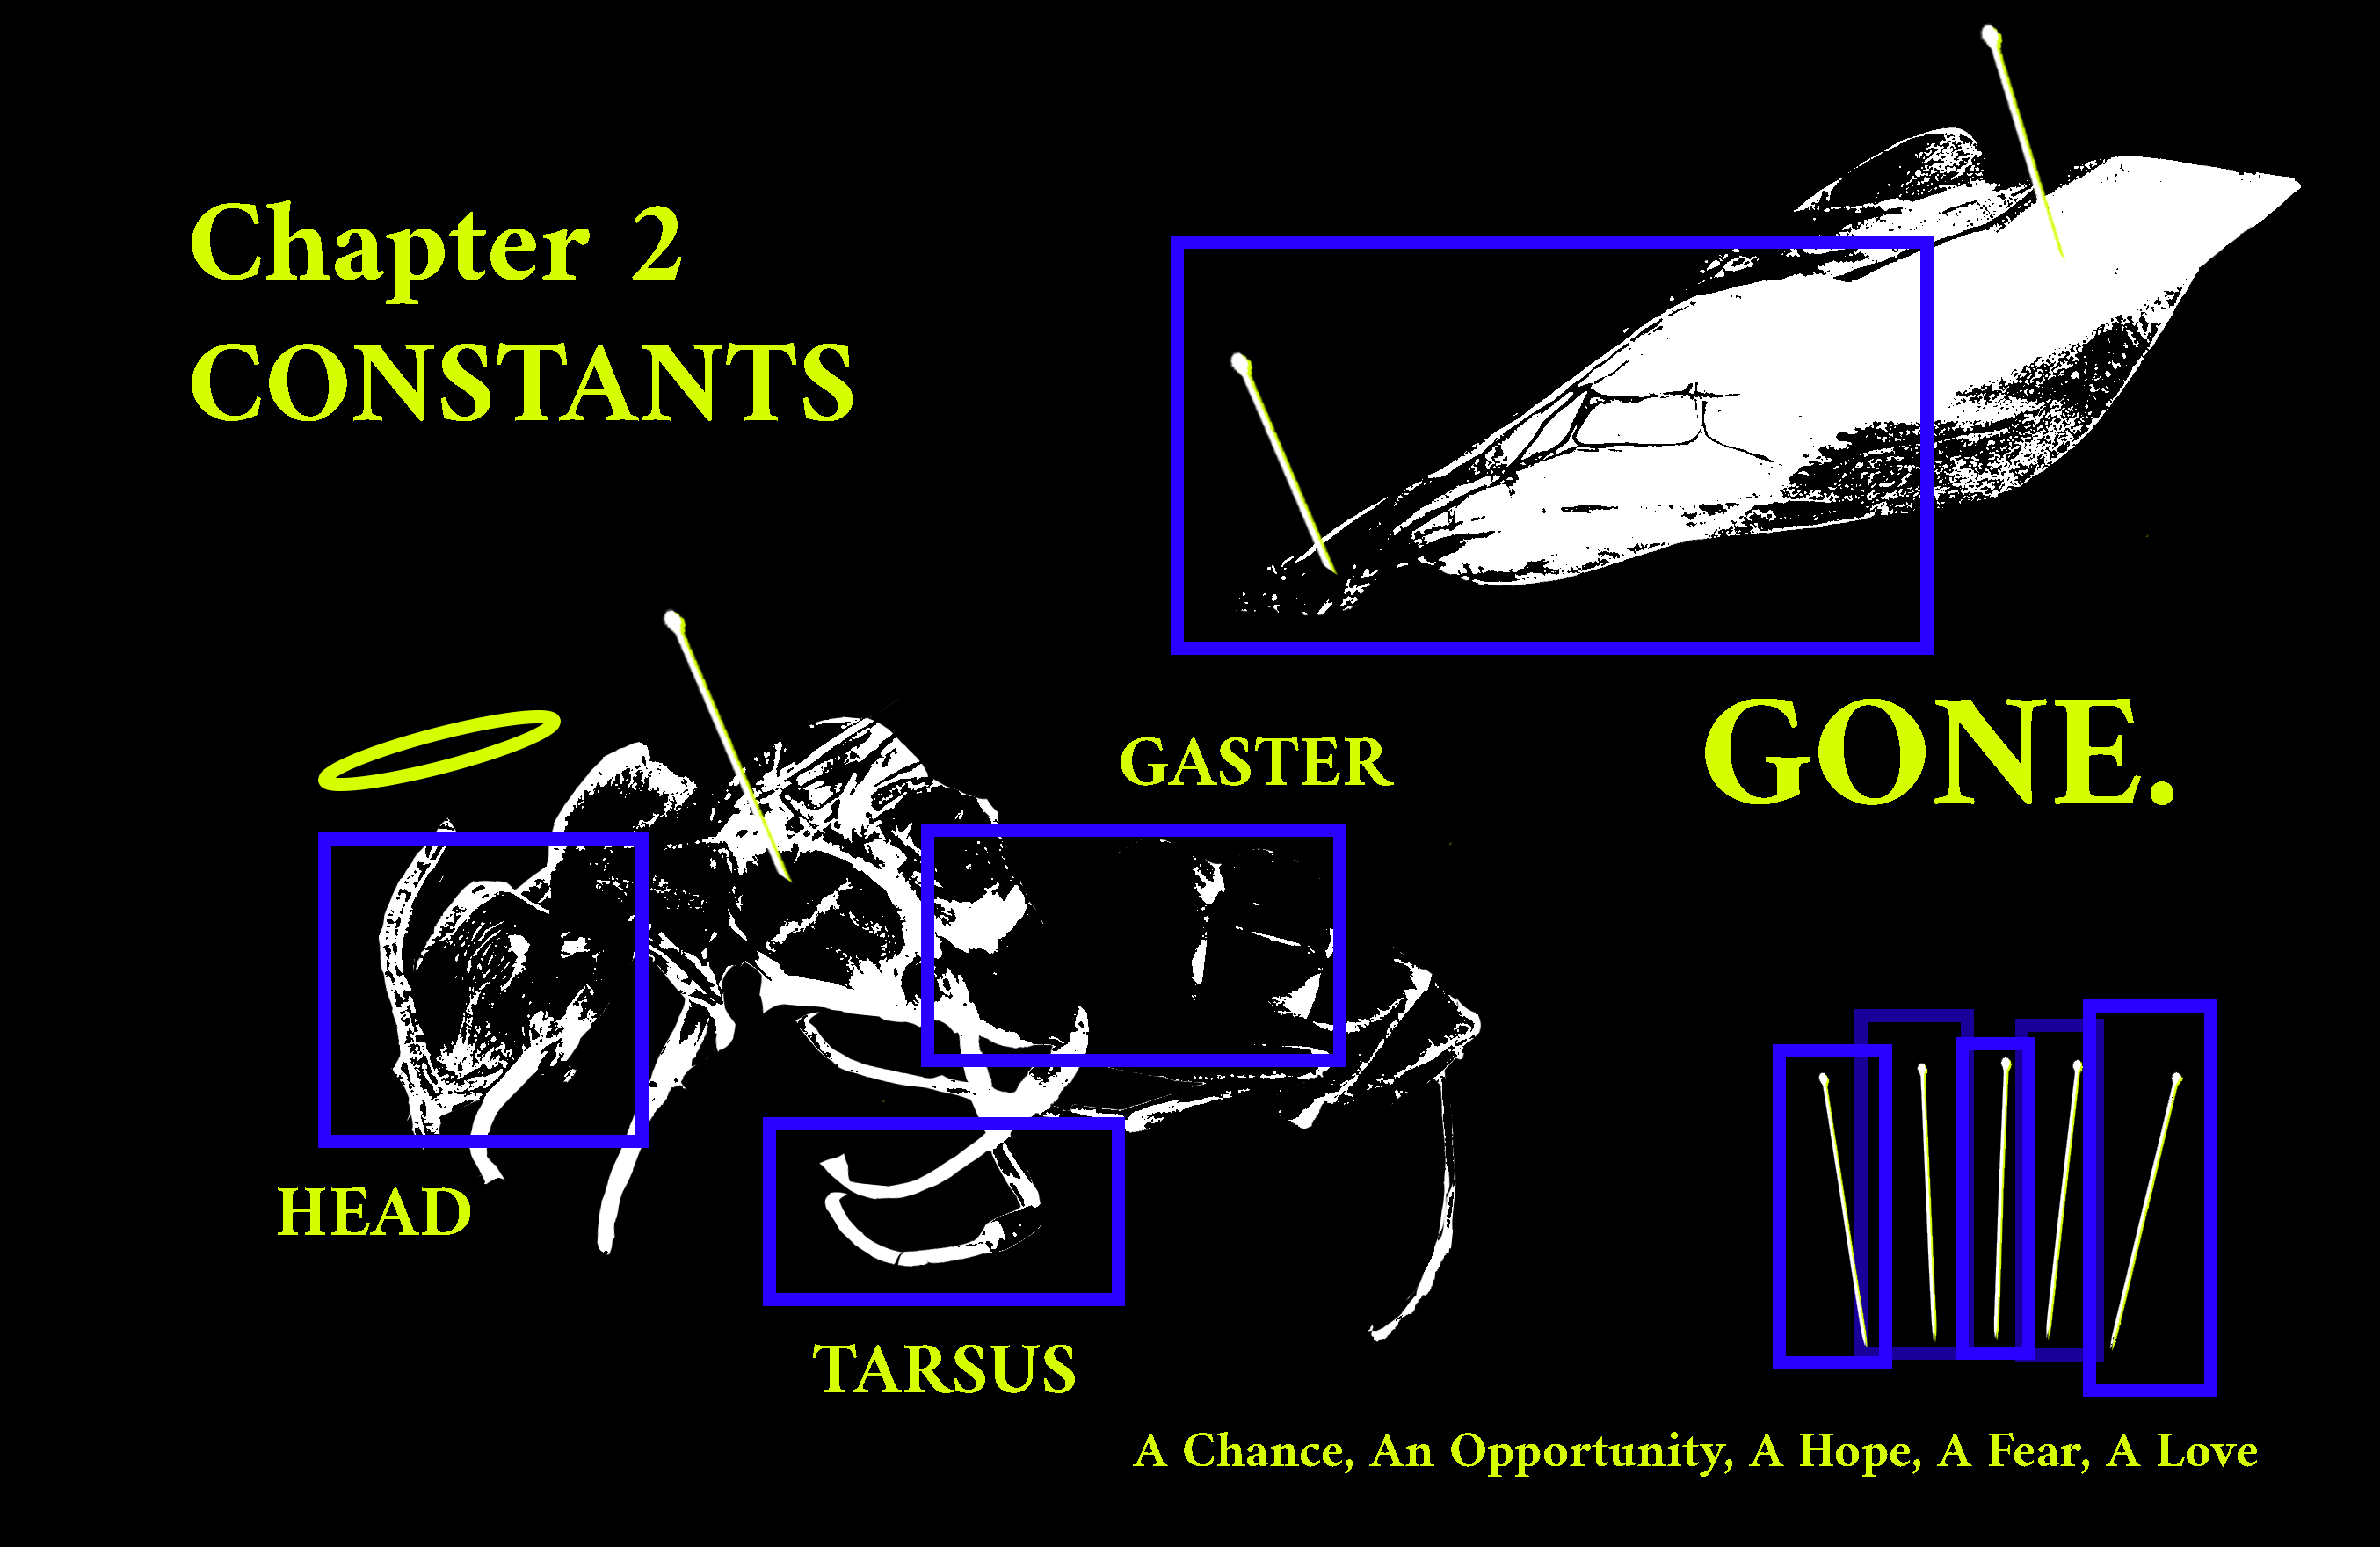 Chapter 2
CONSTANTS
GONE.
GASTER
HEAD
TARSUS
A Chance, An Opportunity, A Hope, A Fear, A Love